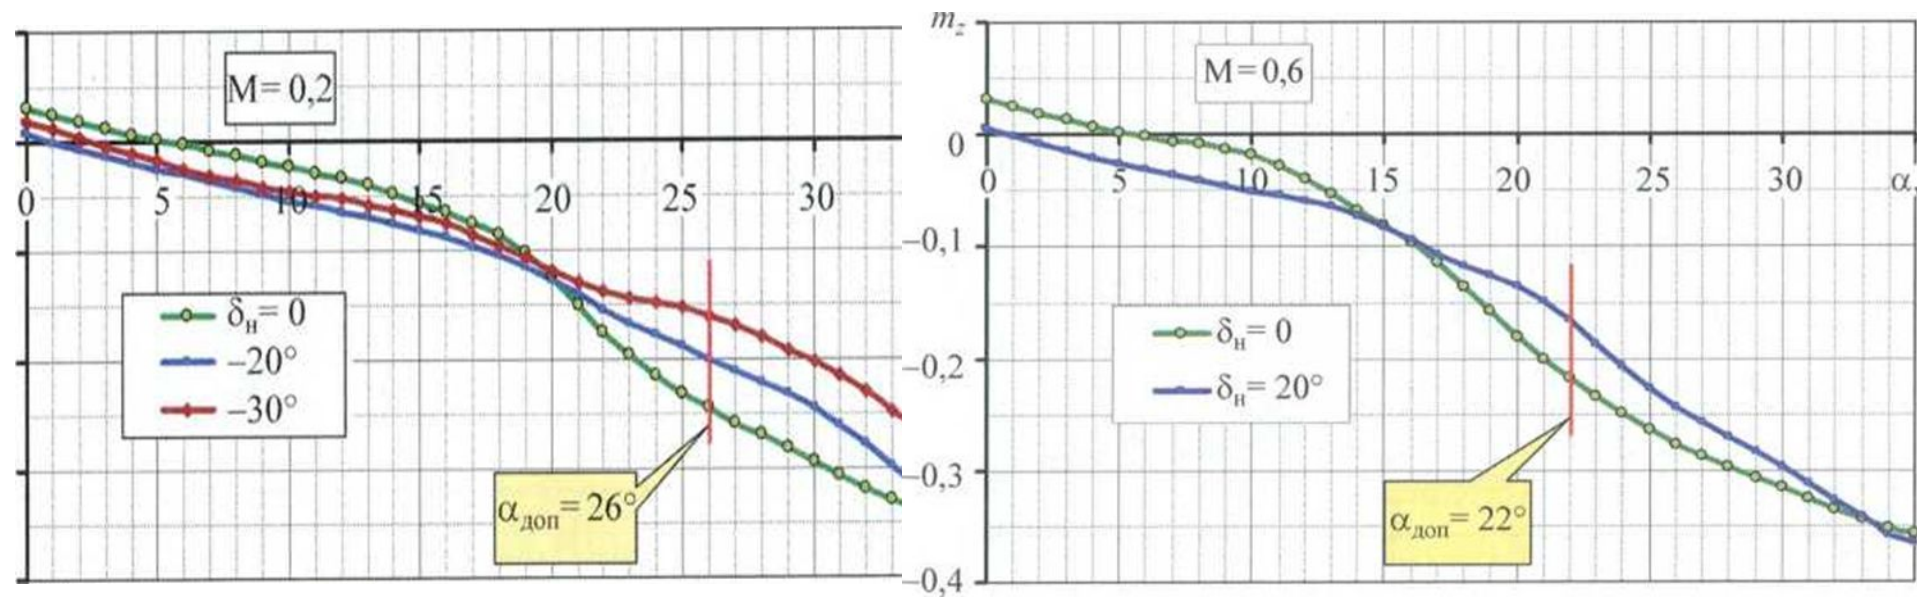 M= 0,2
0 5 10 15 20 25 30
δн= 0
–20°
–30°
αдоп= 26°
mz
M= 0,6
0
0 5 10 15 20 25 30 α,
–0,1
δн= 0
–0,2
δн= 20°
–0,3
αдоп= 22°
–0,4